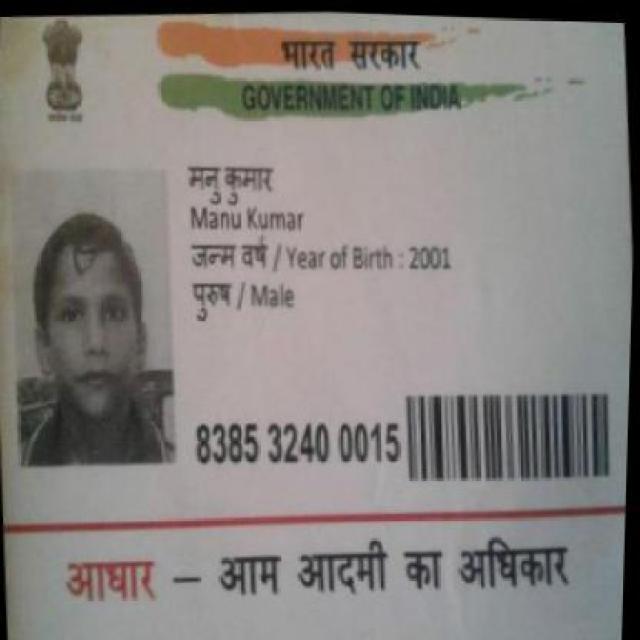 भारत सरकार
GOVERNMENT OF INDIA
मनु कुमार
Manu Kumar
जन्म वर्ष / Year of Birth : 2001
पुरुष / Male
8385 3240 0015
आधार – आम आदमी का अधिकार